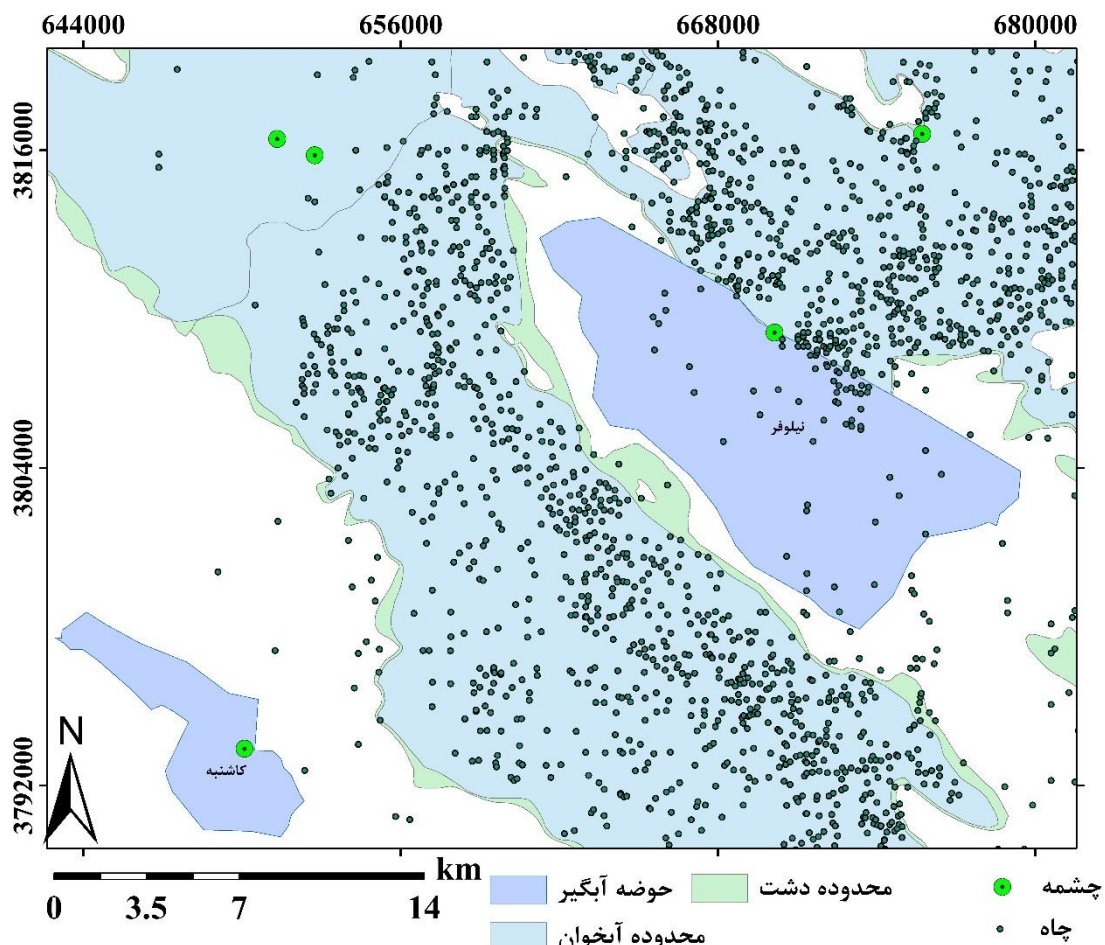 644000 656000 668000 680000
3816000
3804000
3792000
نیلوفر
کاشنبه
N
km
0 3.5 7 14
حوضه آبگیر
محدوده دشت
چشمه
محدوده آبخوان
چاه